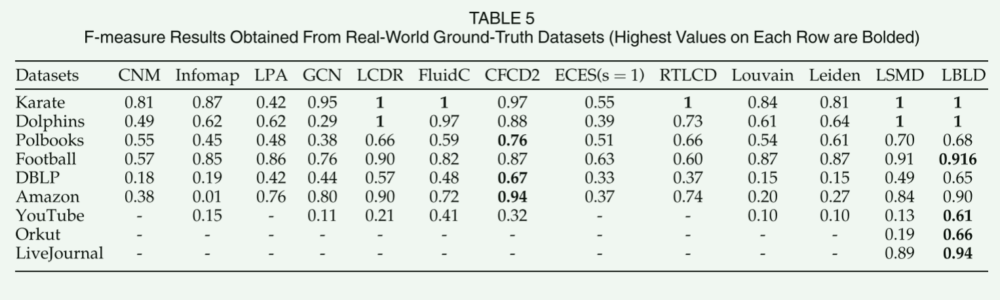 TABLE 5
F-measure Results Obtained From Real-World Ground-Truth Datasets (Highest Values on Each Row are Bolded)
Datasets CNM Infomap LPA GCN LCDR FluidC CFCD2 ECES(s = 1) RTLCD Louvain Leiden LSMD LBLD
Karate 0.81 0.87 0.42 0.95 1 1 0.97 0.55 1 0.84 0.81 1 1
Dolphins 0.49 0.62 0.62 0.29 1 0.97 0.88 0.39 0.73 0.61 0.64 1 1
Polbooks 0.55 0.45 0.48 0.38 0.66 0.59 0.76 0.51 0.66 0.54 0.61 0.70 0.68
Football 0.57 0.85 0.86 0.76 0.90 0.82 0.87 0.63 0.60 0.87 0.87 0.91 0.916
DBLP 0.18 0.19 0.42 0.44 0.57 0.48 0.67 0.33 0.37 0.15 0.15 0.49 0.65
Amazon 0.38 0.01 0.76 0.80 0.90 0.72 0.94 0.37 0.74 0.20 0.27 0.84 0.90
YouTube - 0.15 - 0.11 0.21 0.41 0.32 - - 0.10 0.10 0.13 0.61
Orkut - - - - - - - - - - - 0.19 0.66
LiveJournal - - - - - - - - - - - 0.89 0.94